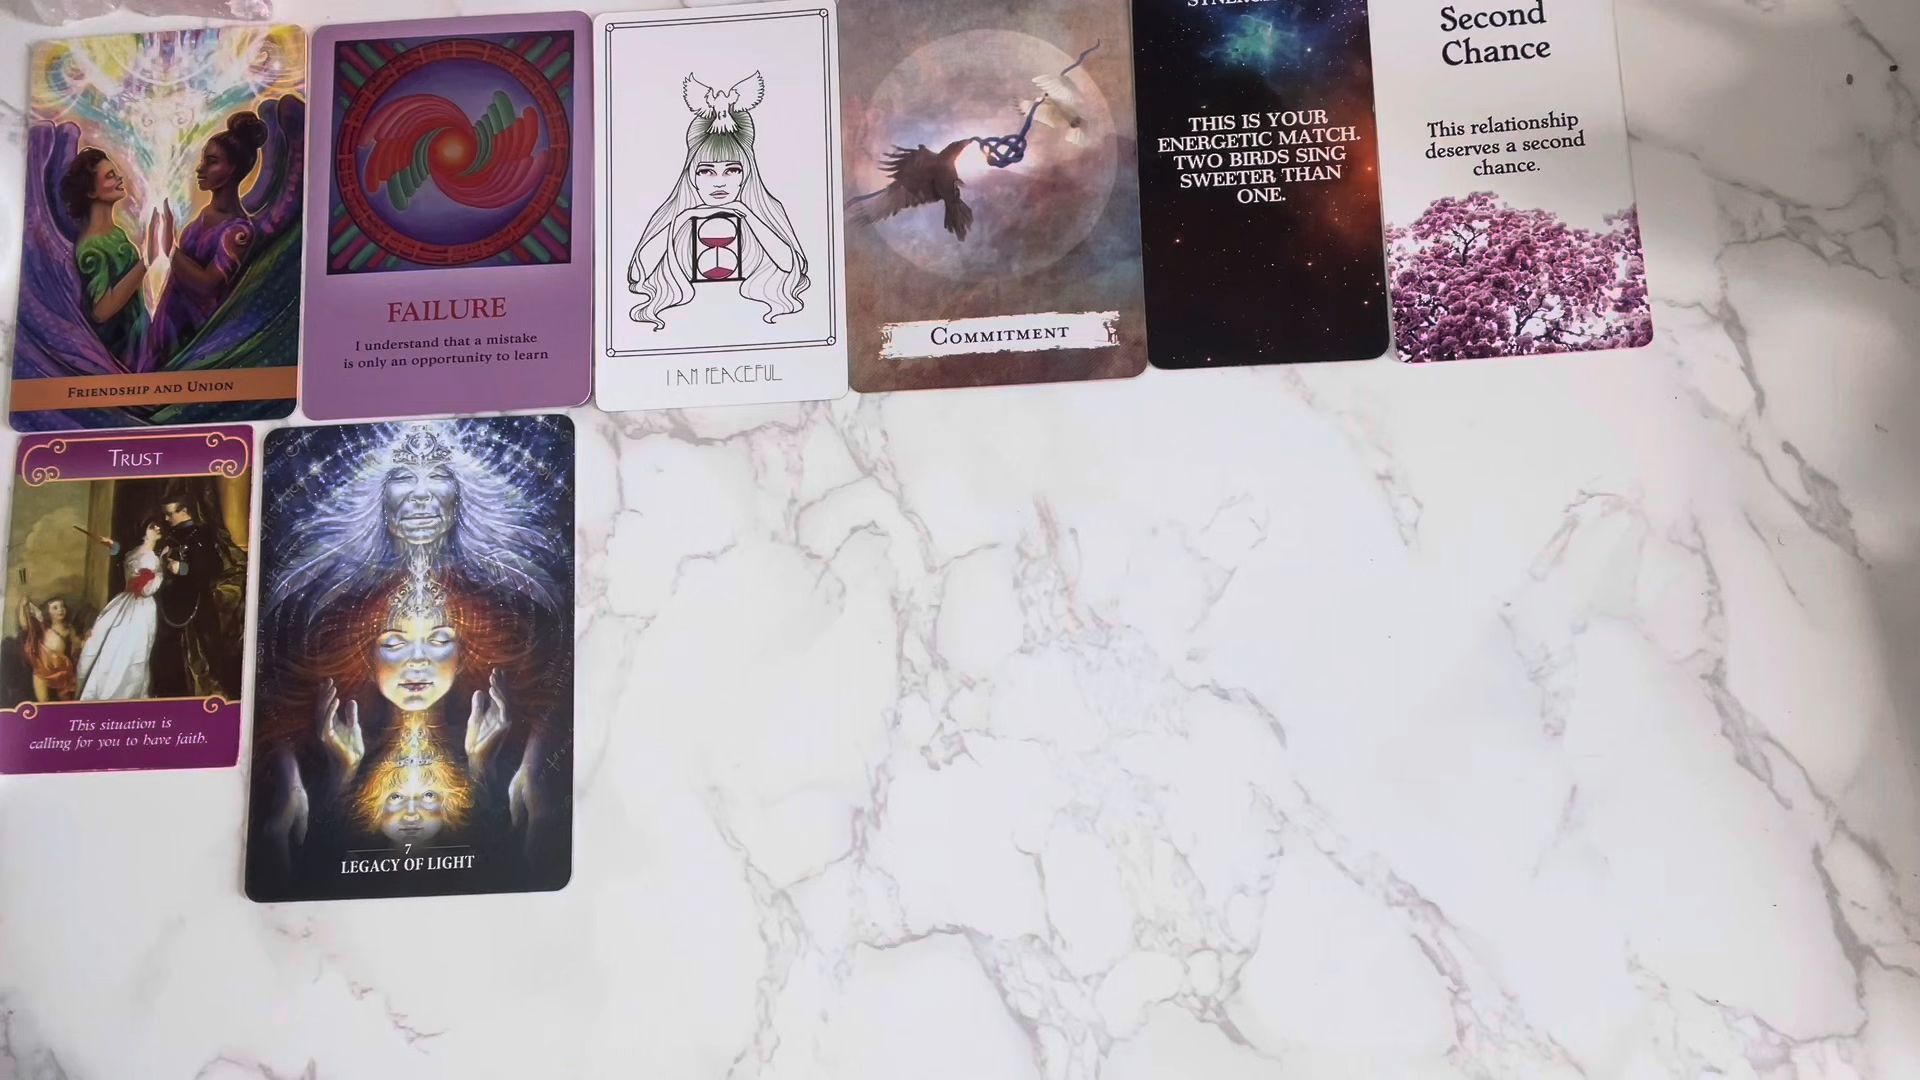 FRIENDSHIP AND UNION
FAILURE
I understand that a mistake
is only an opportunity to learn
I AM PEACEFUL
COMMITMENT
THIS IS YOUR
ENERGETIC MATCH.
TWO BIRDS SING
SWEETER THAN
ONE.
Second
Chance
This relationship
deserves a second
chance.
TRUST
This situation is
calling for you to have faith.
7
LEGACY OF LIGHT